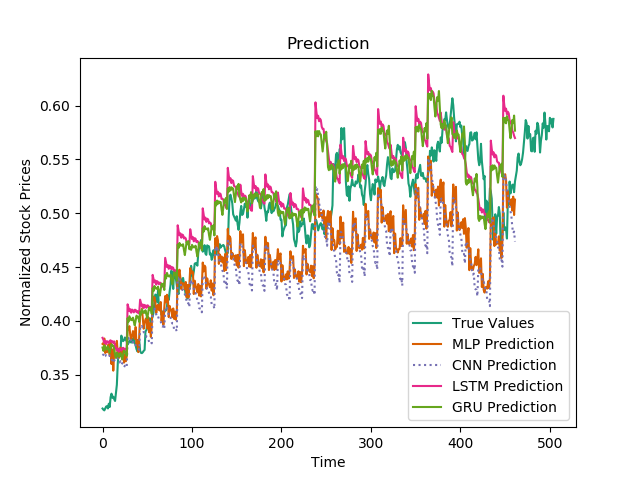 Prediction
Normalized Stock Prices
0.60
0.55
0.50
0.45
0.40
0.35
True Values
MLP Prediction
CNN Prediction
LSTM Prediction
GRU Prediction
0 100 200 300 400 500
Time